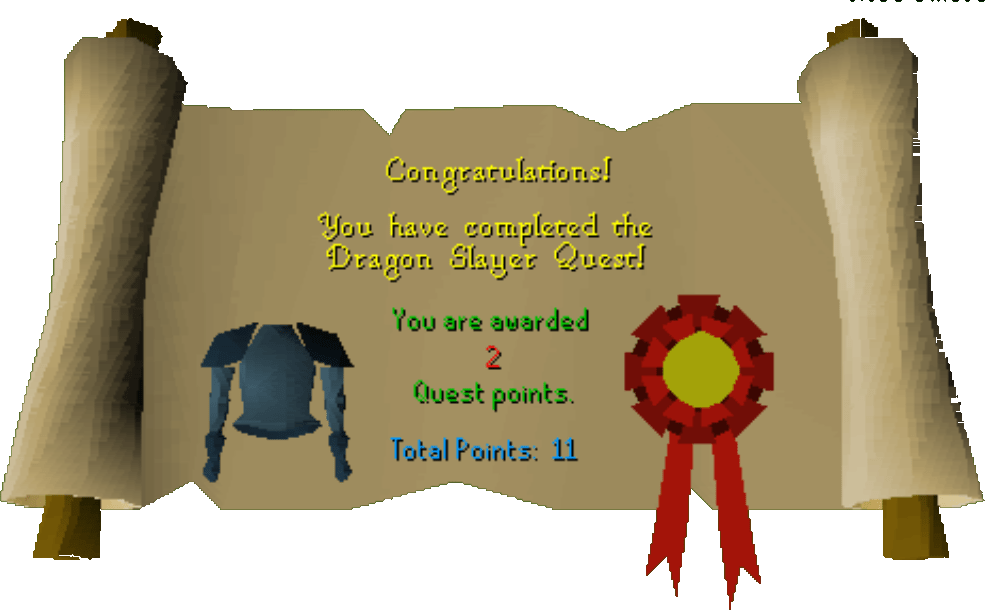 Congratulations!
You have completed the
Dragon Slayer Quest!
You are awarded
2
Quest points.
Total Points: 11